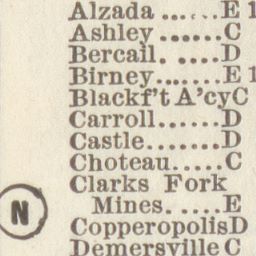 Alzada ......E 1
Ashley ......C
Bercail. .....D
Birney.......E 1
Blackf't A'cyC
Carroll......D
Castle.......D
Choteau.....C
Clarks Fork
Mines.....E
N
CopperopolisD
Demersville C